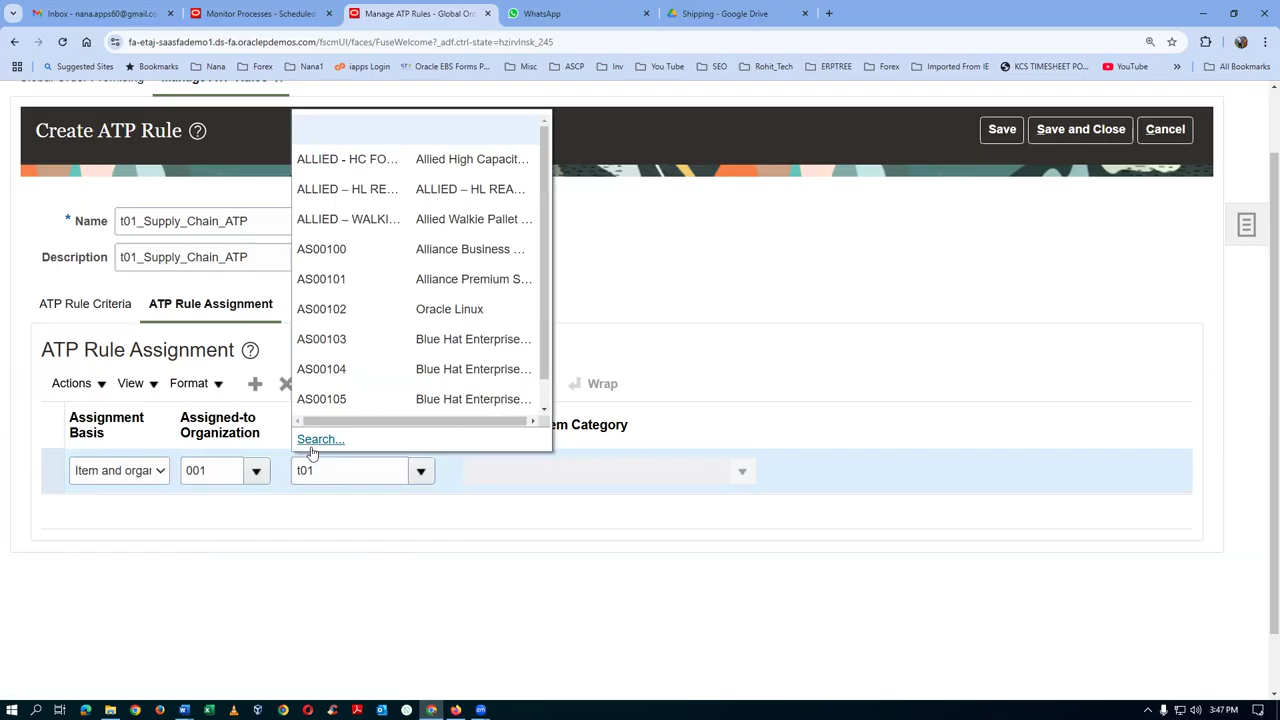 Inbox - nana.apps60@gmail.co
Monitor Processes - Scheduled
Manage ATP Rules - Global Or
WhatsApp
Shipping - Google Drive
fa-etaj-saasfademo1.ds-fa.oraclepdemos.com/fscmUI/faces/FuseWelcome?_adf.ctrl-state=hzirvlnsk_245
Suggested Sites
Bookmarks
Nana
Forex
Nana1
iapps Login
Oracle EBS Forms P...
Misc
ASCP
Inv
You Tube
SEO
Rohit_Tech
ERPTREE
Forex
Imported From IE
KCS TIMESHEET PO...
YouTube
All Bookmarks
Create ATP Rule
Save
Save and Close
Cancel
* Name t01_Supply_Chain_ATP
Description t01_Supply_Chain_ATP
ALLIED - HC FO... Allied High Capacit...
ALLIED – HL RE... ALLIED – HL REA...
ALLIED – WALKI... Allied Walkie Pallet ...
AS00100 Alliance Business ...
AS00101 Alliance Premium S...
AS00102 Oracle Linux
AS00103 Blue Hat Enterprise...
AS00104 Blue Hat Enterprise...
AS00105 Blue Hat Enterprise...
Search...
ATP Rule Criteria
ATP Rule Assignment
ATP Rule Assignment
Actions
View
Format
Wrap
Assignment Basis
Assigned-to Organization
em Category
Item and organ
001
t01
3:47 PM